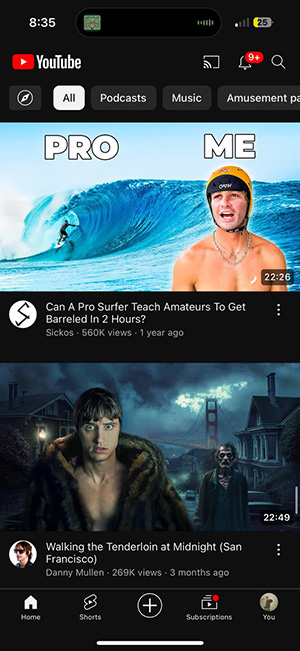 8:35
25
YouTube
9+
All
Podcasts
Music
Amusement pa
PRO
ME
22:26
Can A Pro Surfer Teach Amateurs To Get
Barreled In 2 Hours?
Sickos · 560K views · 1 year ago
22:49
Walking the Tenderloin at Midnight (San
Francisco)
Danny Mullen · 269K views · 3 months ago
Home
Shorts
Subscriptions
You